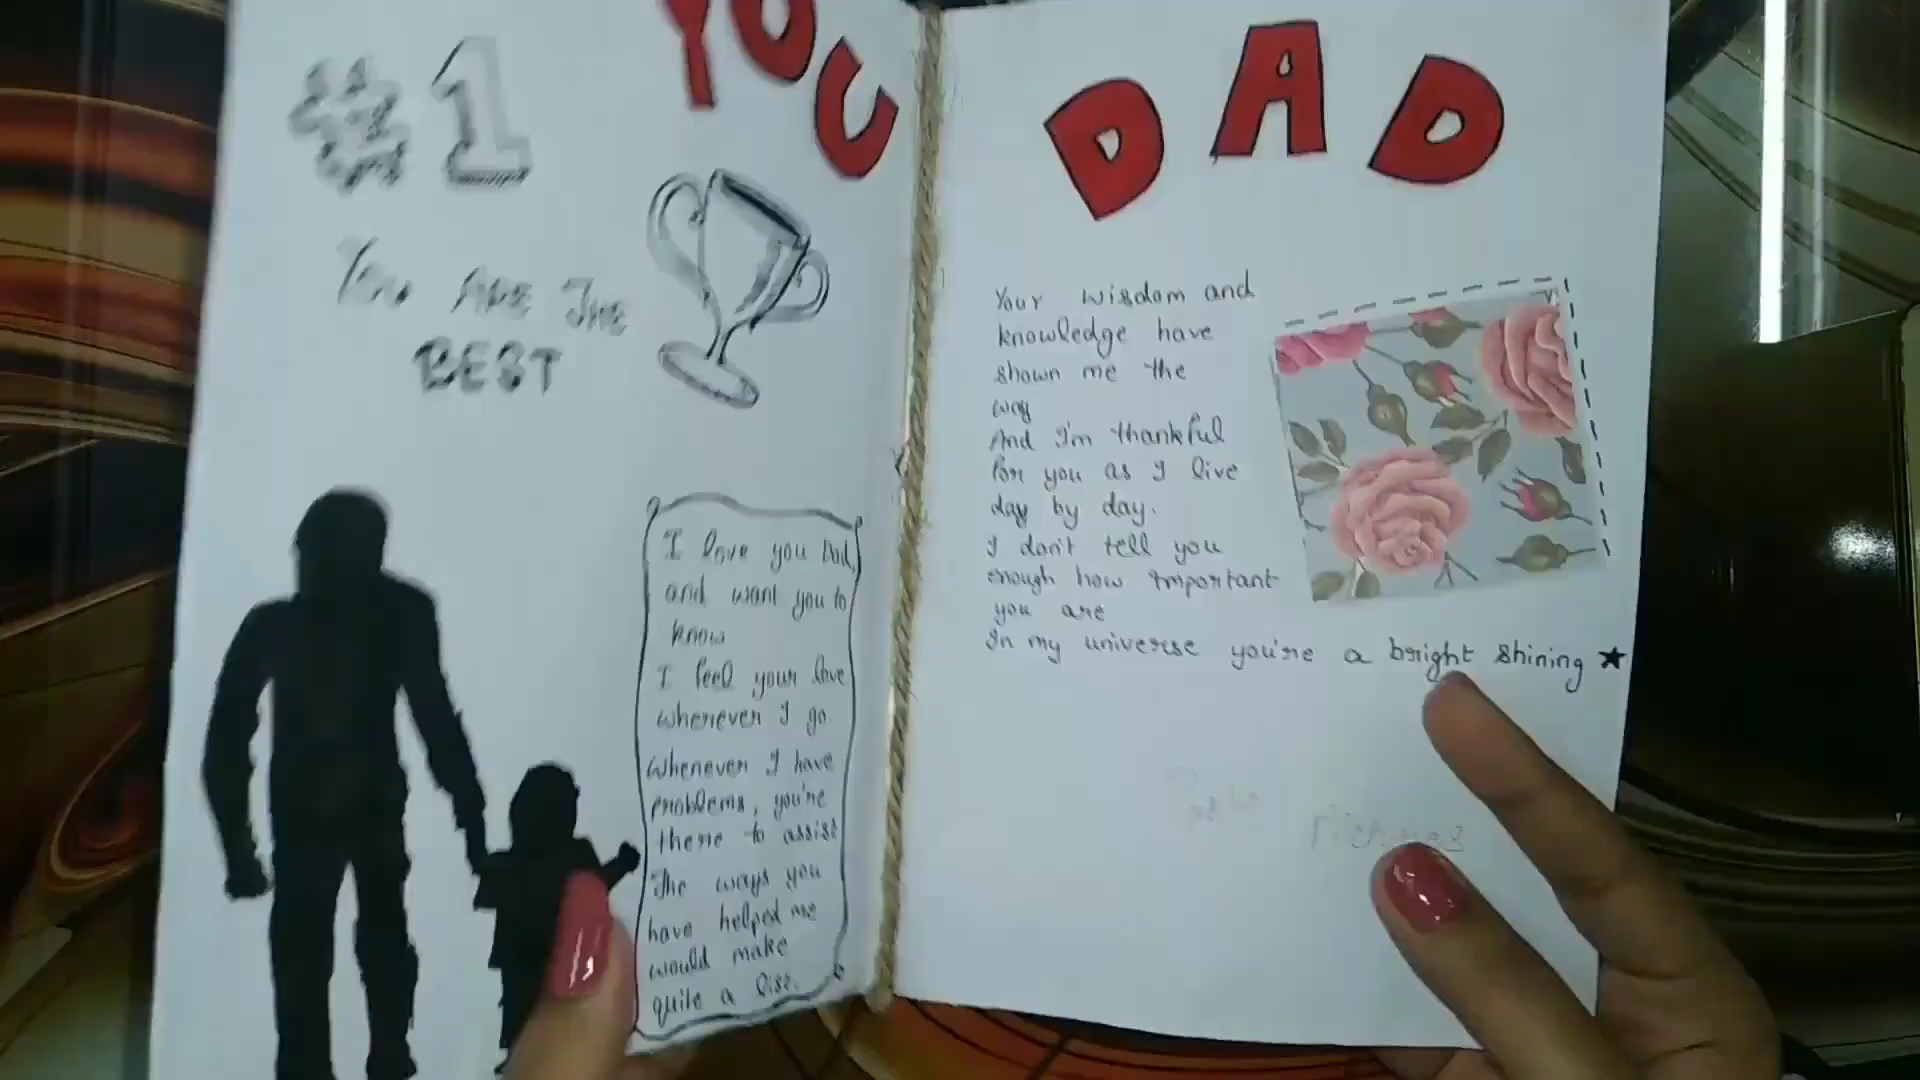 #1
YOU
YOU ARE THE
BEST
I love you Dad,
and want you to
know
I feel your love
whenever I go.
Whenever I have
problems, you're
there to assist
The ways you
have helped me
would make
quite a list.
DAD
Your wisdom and
knowledge have
shown me the
way
And I'm thankful
for you as I live
day by day.
I don't tell you
enough how important
you are
In my universe you're a bright shining ★